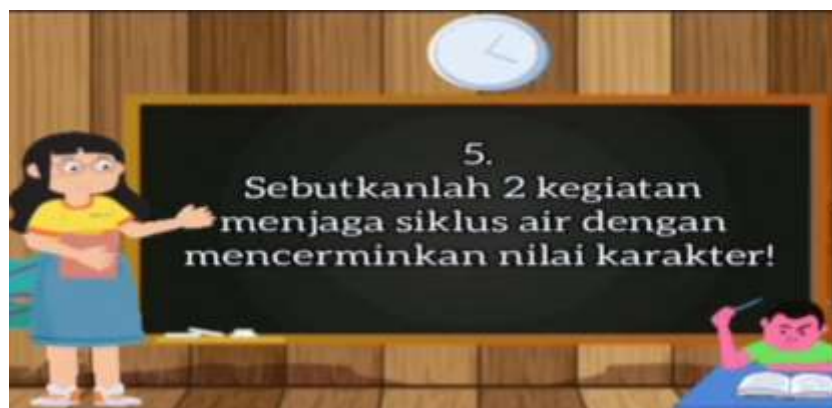 5.
Sebutkanlah 2 kegiatan
menjaga siklus air dengan
mencerminkan nilai karakter!